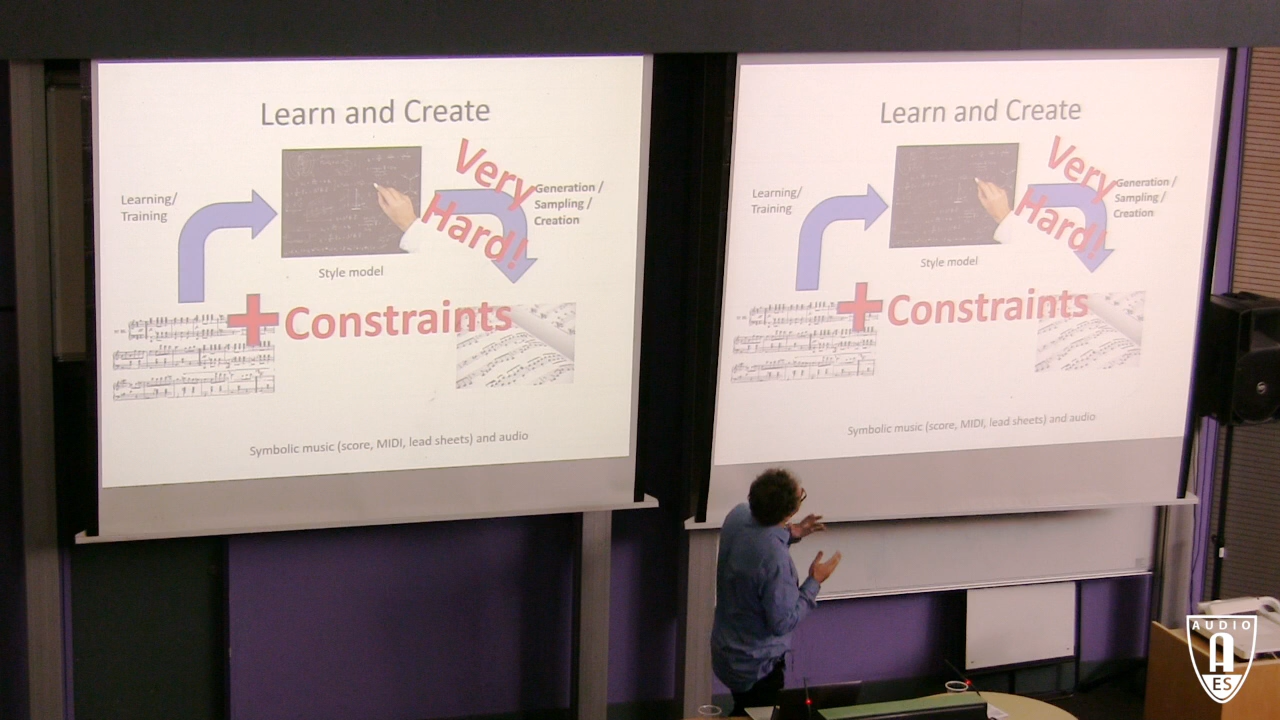 Learn and Create
Very
Hard!
Learning/
Training
Generation /
Sampling /
Creation
Style model
+ Constraints
Symbolic music (score, MIDI, lead sheets) and audio
Learn and Create
Very
Hard!
Learning/
Training
Generation /
Sampling /
Creation
Style model
+ Constraints
Symbolic music (score, MIDI, lead sheets) and audio
AUDIO
A
ES